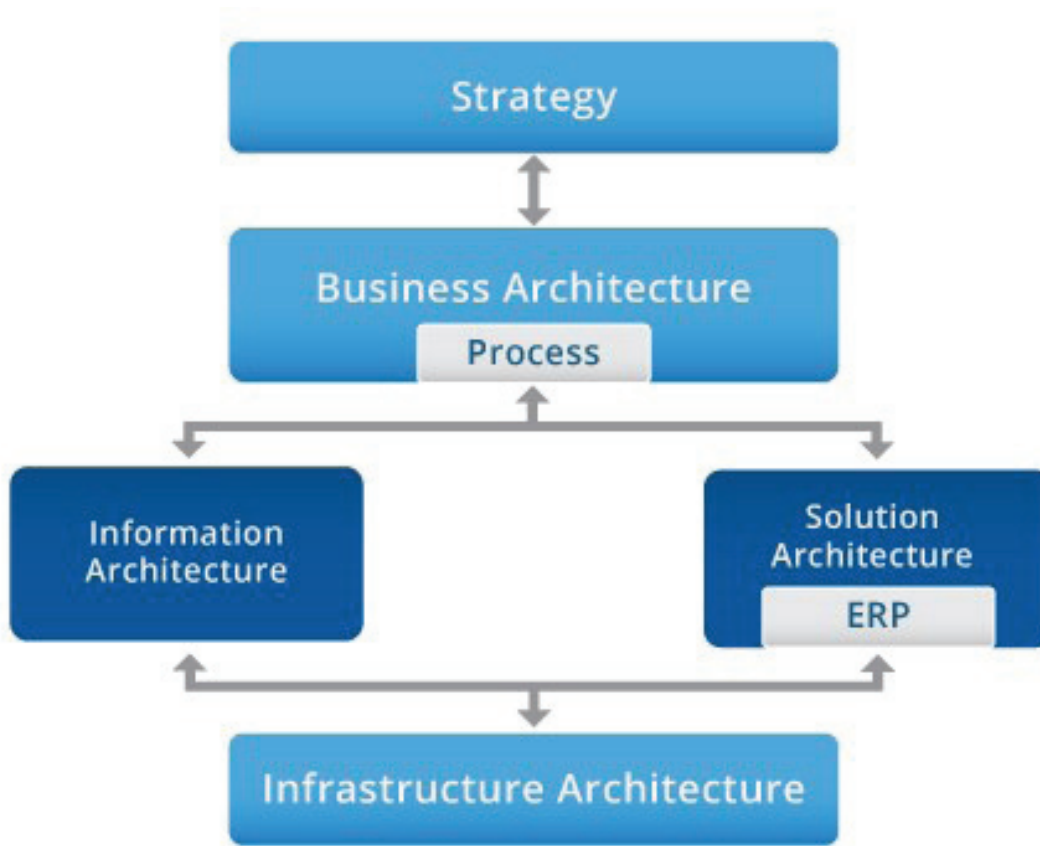 Strategy
Business Architecture
Process
Information
Architecture
Solution
Architecture
ERP
Infrastructure Architecture